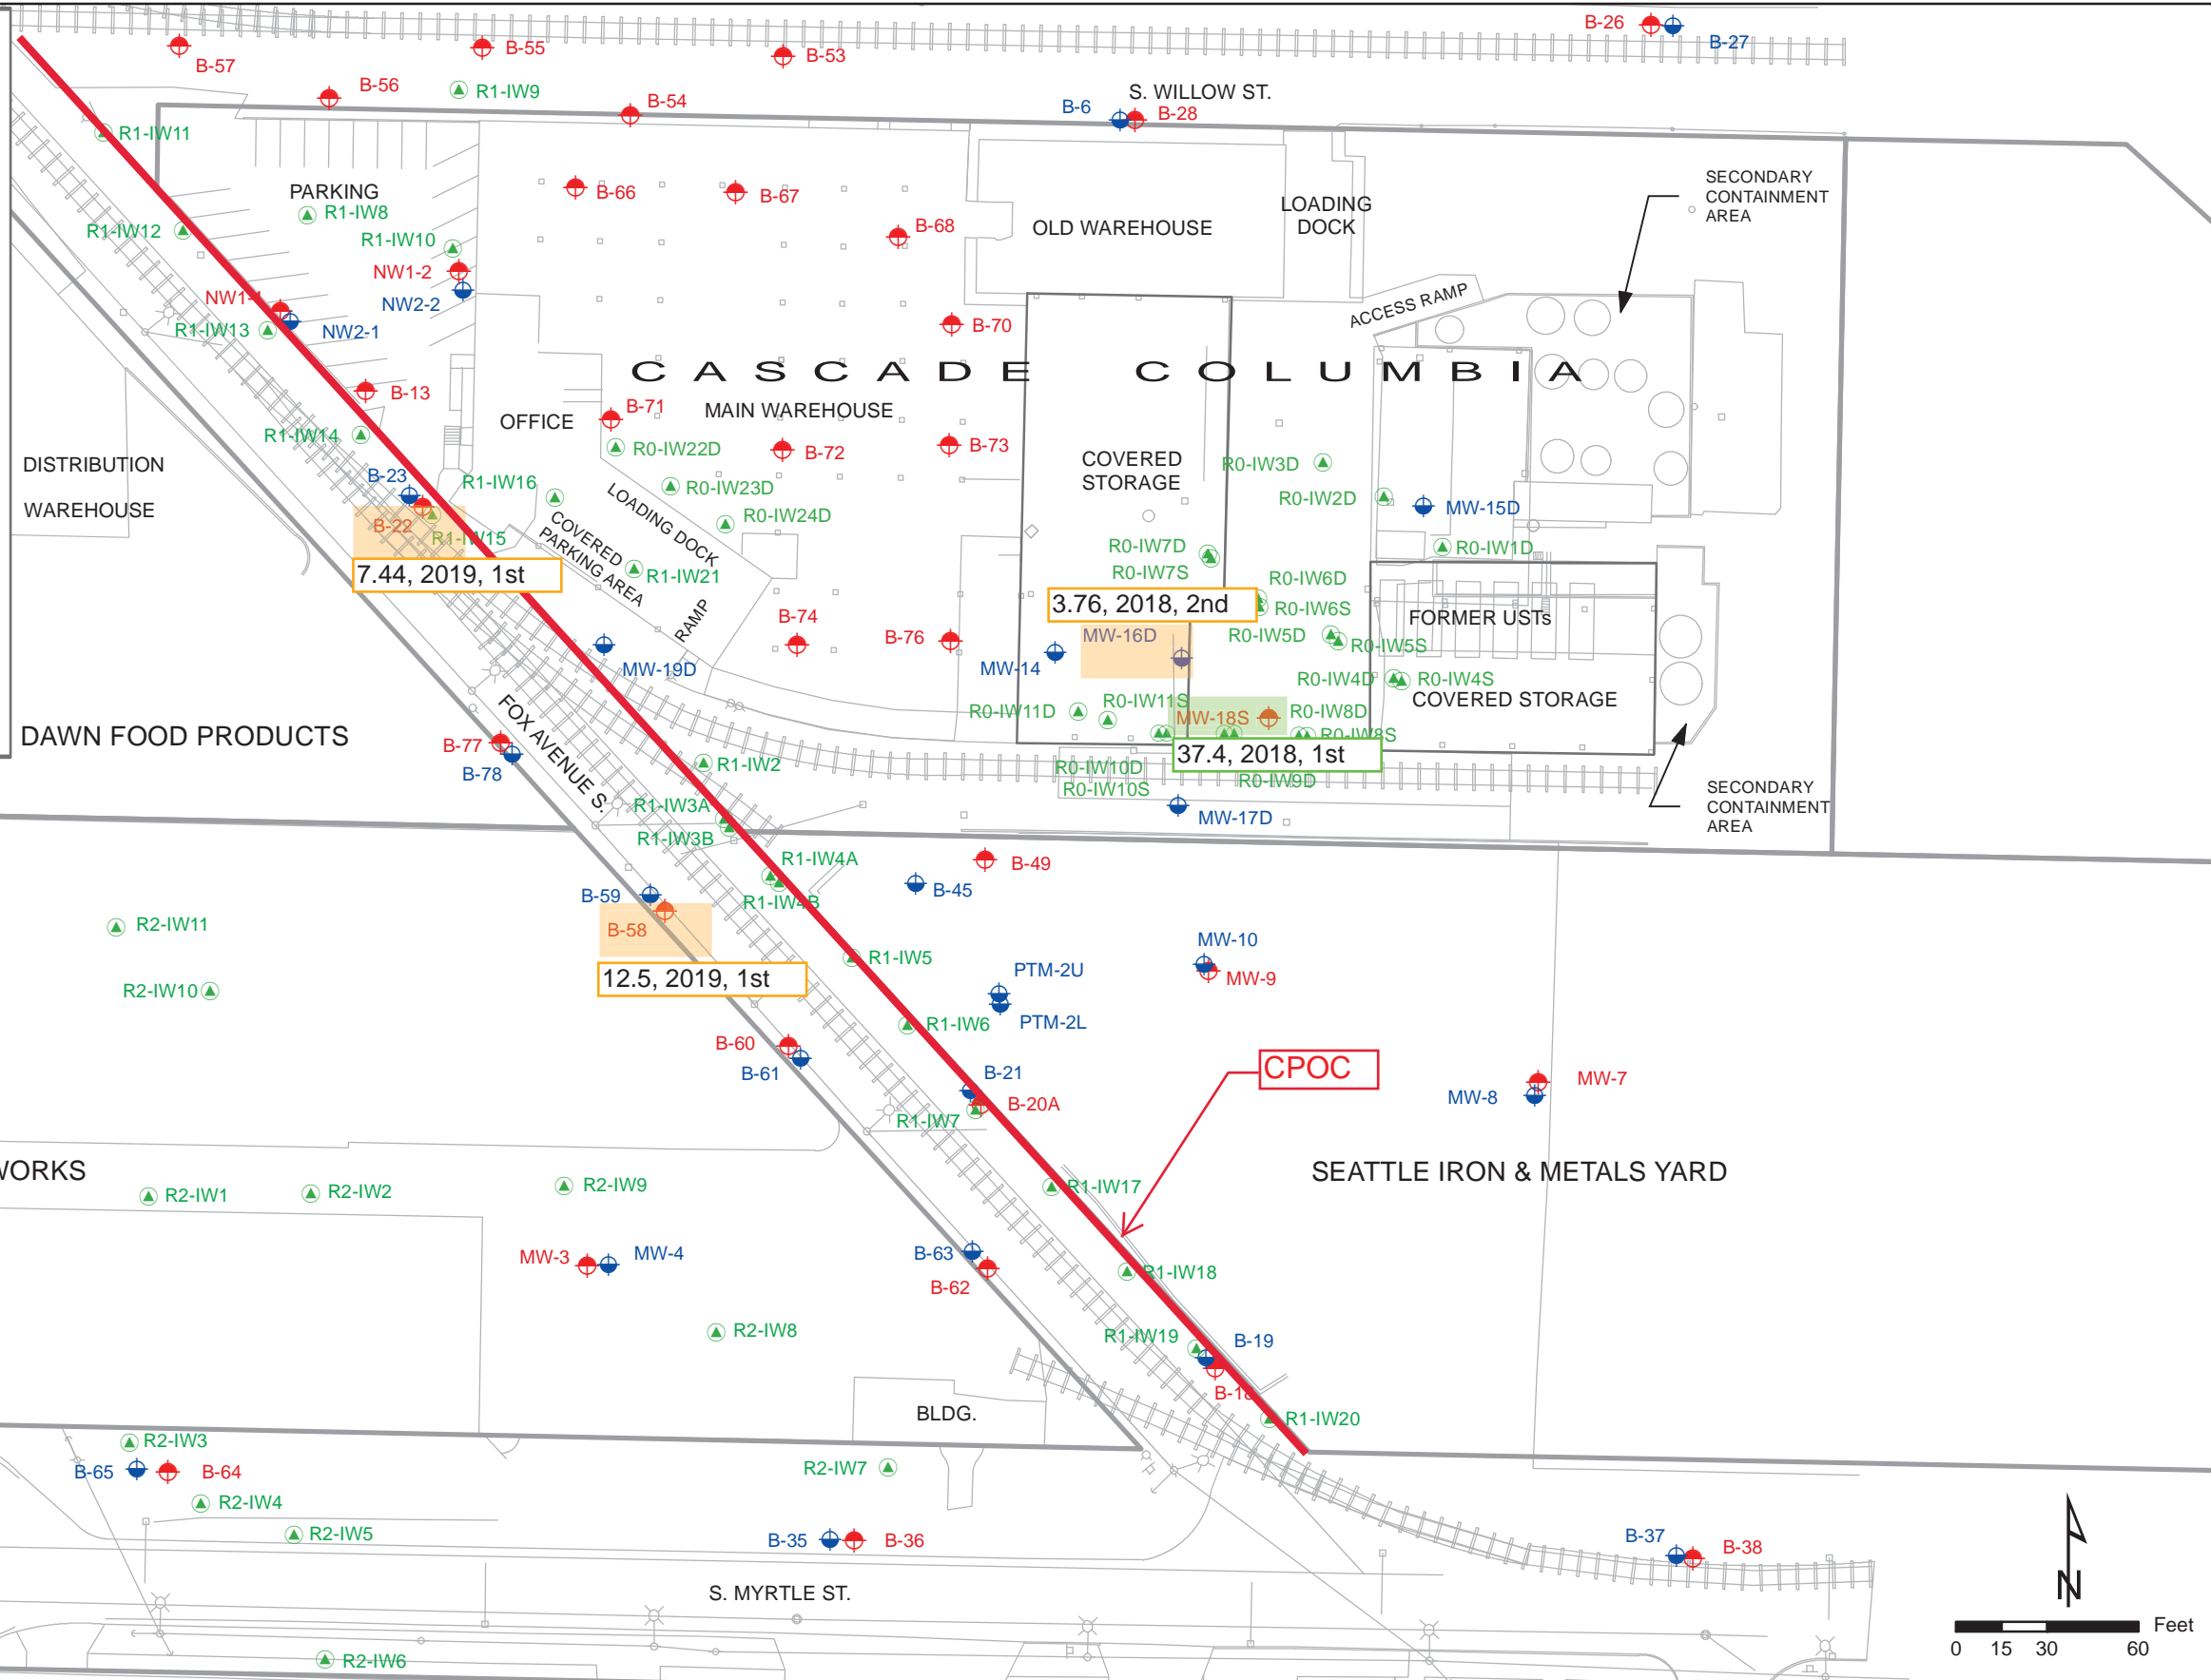 B-26
B-27
B-57
B-55
B-53
B-56
R1-IW9
B-54
S. WILLOW ST.
B-6
B-28
R1-IW11
PARKING
R1-IW8
B-66
B-67
SECONDARY
CONTAINMENT
AREA
R1-IW12
R1-IW10
B-68
OLD WAREHOUSE
LOADING
DOCK
NW1-2
NW2-2
NW1-1
R1-IW13
NW2-1
B-70
ACCESS RAMP
CASCADE COLUMBIA
B-13
B-71
MAIN WAREHOUSE
OFFICE
R1-IW14
R0-IW22D
B-72
B-73
DISTRIBUTION
WAREHOUSE
COVERED
STORAGE
R0-IW3D
B-23
R1-IW16
R0-IW23D
R0-IW2D
MW-15D
B-22
R1-IW15
LOADING DOCK
R0-IW24D
COVERED
PARKING AREA
R0-IW7D
R0-IW7S
R0-IW1D
7.44, 2019, 1st
R1-IW21
R0-IW6D
R0-IW6S
3.76, 2018, 2nd
RAMP
B-74
B-76
MW-16D
R0-IW5D
R0-IW5S
FORMER USTs
MW-19D
MW-14
R0-IW4D
R0-IW4S
COVERED STORAGE
R0-IW11D
R0-IW11S
MW-18S
R0-IW8D
R0-IW8S
DAWN FOOD PRODUCTS
FOX AVENUE S.
B-77
B-78
R1-IW2
37.4, 2018, 1st
R0-IW10D
R0-IW10S
R0-IW9D
SECONDARY
CONTAINMENT
AREA
R1-IW3A
R1-IW3B
MW-17D
R1-IW4A
R1-IW4B
B-49
B-45
B-59
B-58
R2-IW11
MW-10
MW-9
R1-IW5
PTM-2U
PTM-2L
12.5, 2019, 1st
R2-IW10
R1-IW6
B-60
B-61
B-21
B-20A
R1-IW7
CPOC
MW-7
MW-8
WORKS
R2-IW1
R2-IW2
R2-IW9
R1-IW17
SEATTLE IRON & METALS YARD
MW-3
MW-4
B-63
B-62
R1-IW18
R2-IW8
R1-IW19
B-19
B-18
BLDG.
R1-IW20
R2-IW3
B-65
B-64
R2-IW7
R2-IW4
R2-IW5
B-35
B-36
B-37
B-38
S. MYRTLE ST.
N
Feet
0 15 30 60
R2-IW6